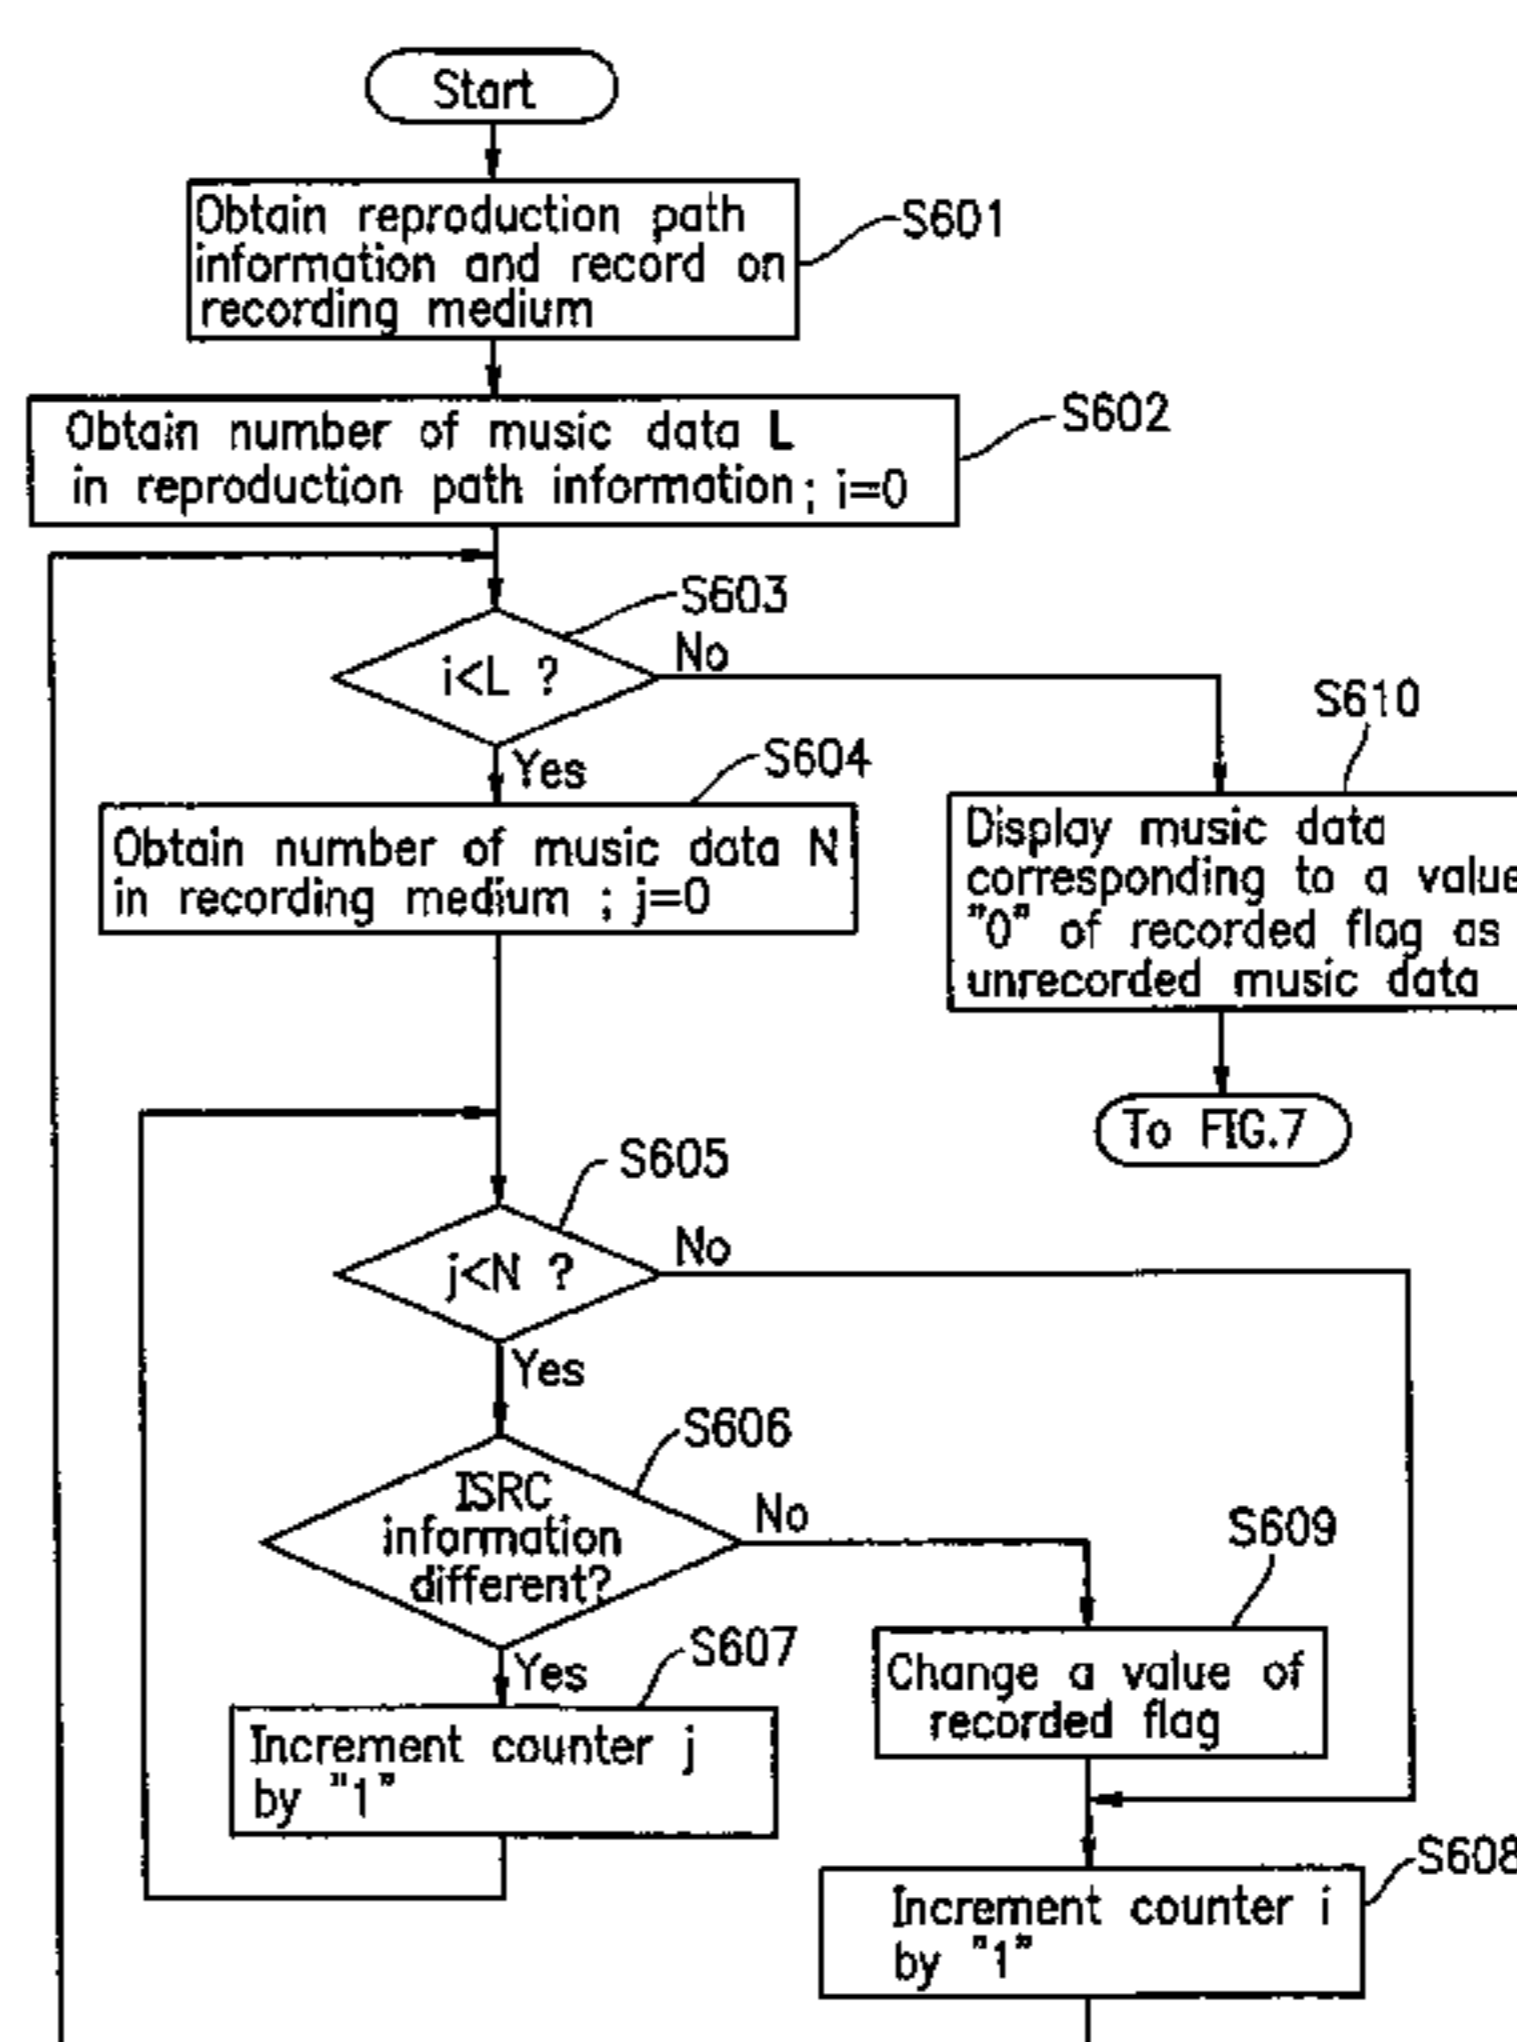 Start
Obtain reproduction path
information and record on
recording medium
S601
Obtain number of music data L
in reproduction path information; i=0
S602
S603
i<L ?
No
Yes
S604
Obtain number of music data N
in recording medium ; j=0
S610
Display music data
corresponding to a value
"0" of recorded flag as
unrecorded music data
To FIG.7
S605
j<N ?
No
Yes
S606
ISRC
information
different?
No
Yes
S607
Increment counter j
by "1"
S609
Change a value of
recorded flag
S608
Increment counter i
by "1"